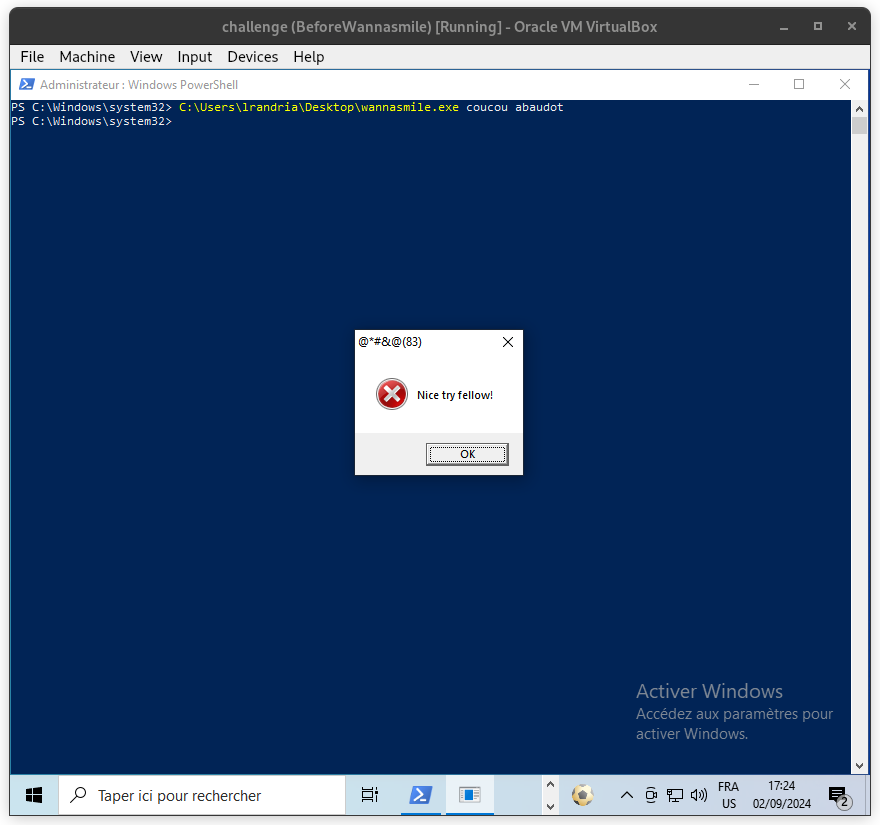 challenge (BeforeWannasmile) [Running] - Oracle VM VirtualBox
File Machine View Input Devices Help
Administrateur : Windows PowerShell
PS C:\Windows\system32> C:\Users\lrandria\Desktop\wannasmile.exe coucou abaudot
PS C:\Windows\system32>
@*#&@(83)
Nice try fellow!
OK
Activer Windows
Accédez aux paramètres pour
activer Windows.
Taper ici pour rechercher
FRA
US
17:24
02/09/2024
2